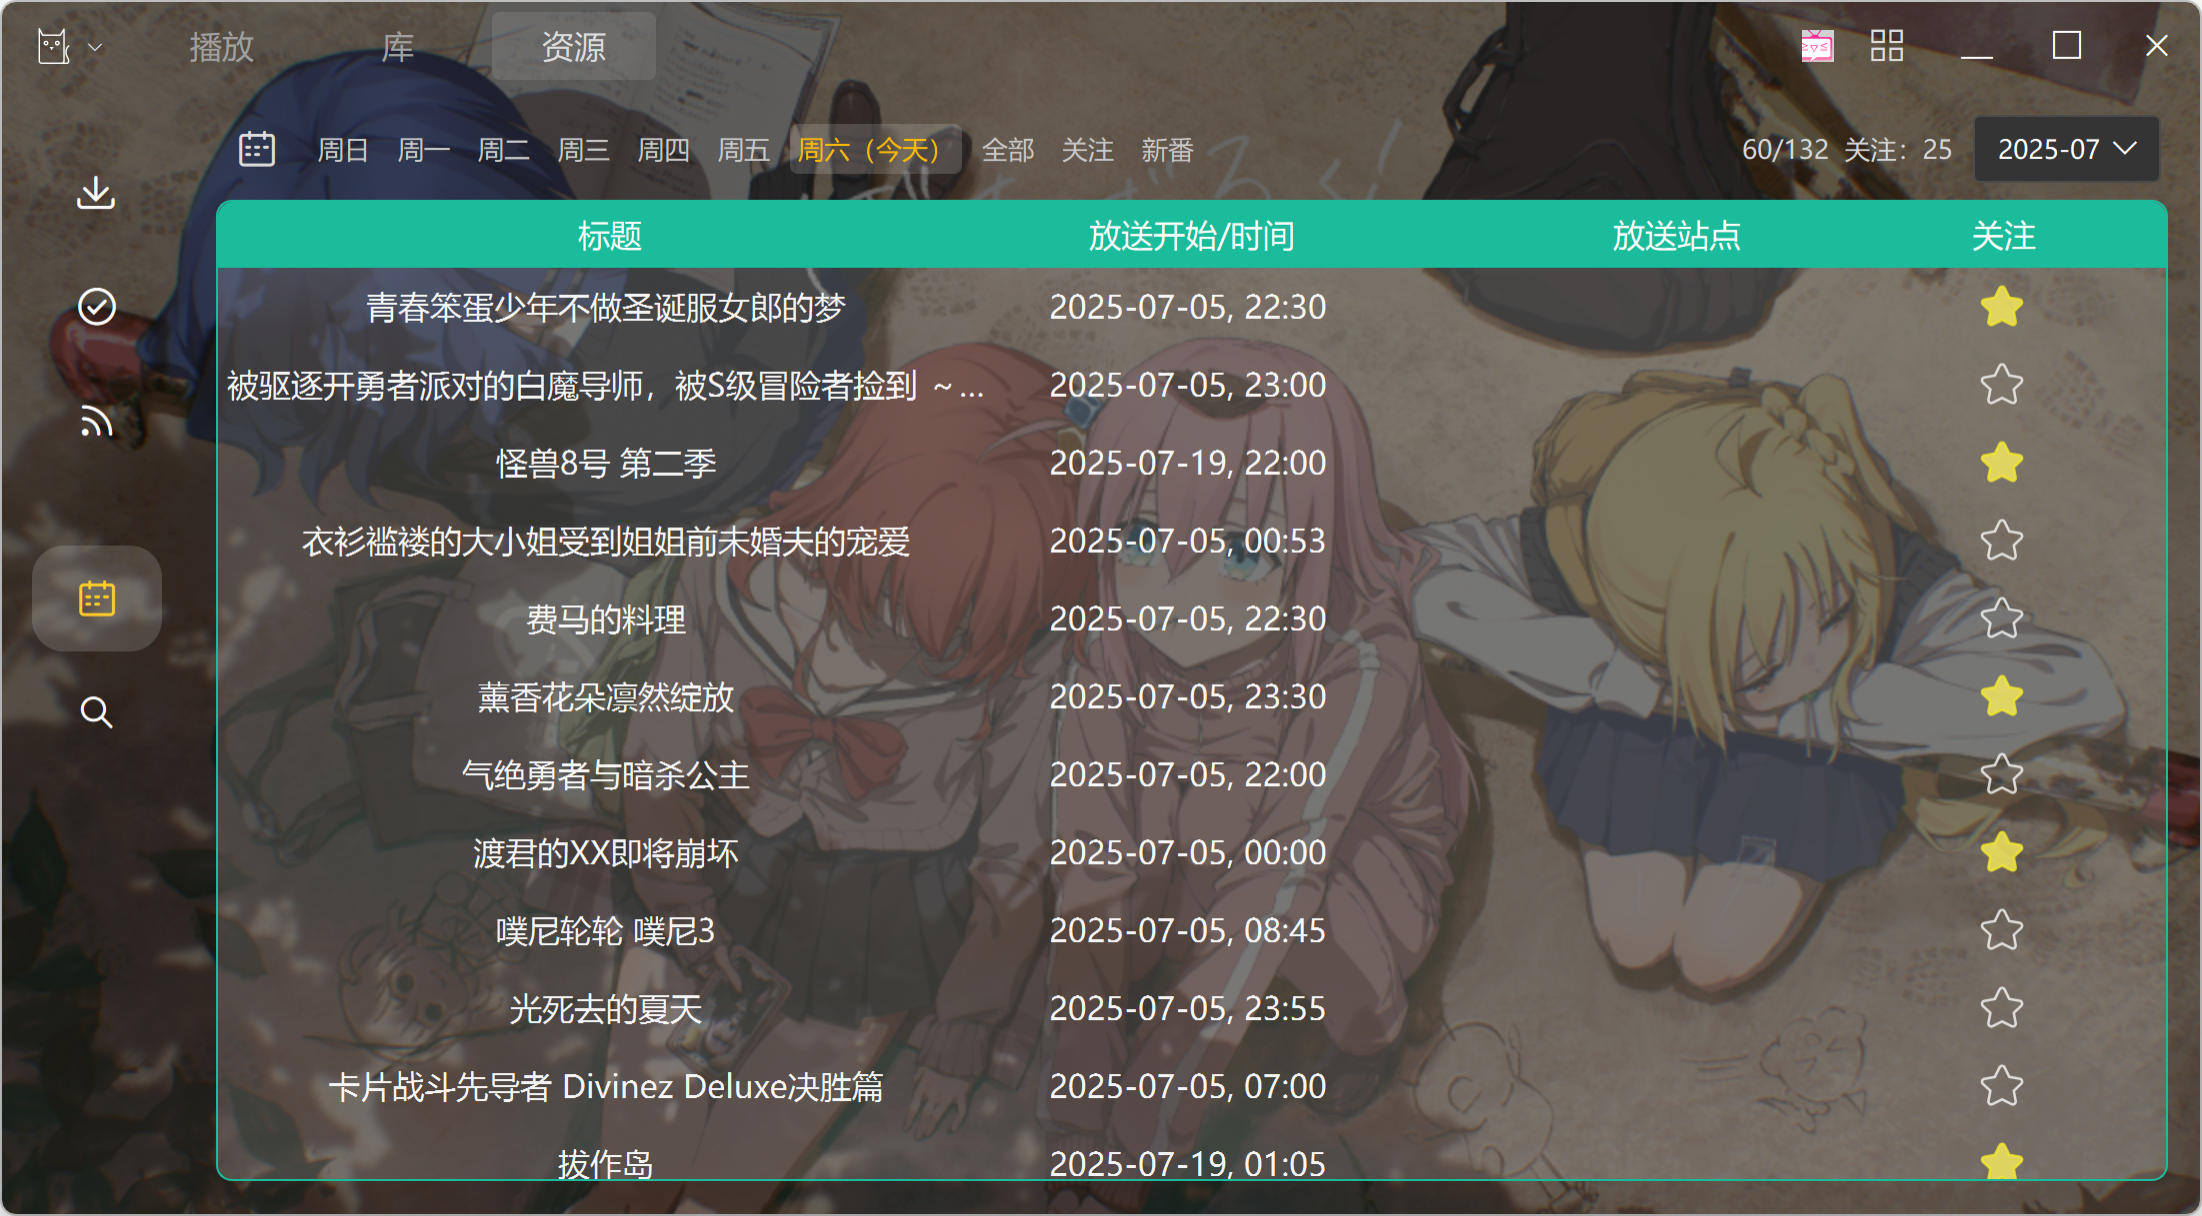 播放 库 资源
周日 周一 周二 周三 周四 周五 周六（今天） 全部 关注 新番 60/132 关注：25 2025-07
标题 放送开始/时间 放送站点 关注
青春笨蛋少年不做圣诞服女郎的梦 2025-07-05, 22:30
被驱逐开勇者派对的白魔导师，被S级冒险者捡到 ～... 2025-07-05, 23:00
怪兽8号 第二季 2025-07-19, 22:00
衣衫褴褛的大小姐受到姐姐前未婚夫的宠爱 2025-07-05, 00:53
费马的料理 2025-07-05, 22:30
薰香花朵凛然绽放 2025-07-05, 23:30
气绝勇者与暗杀公主 2025-07-05, 22:00
渡君的XX即将崩坏 2025-07-05, 00:00
噗尼轮轮 噗尼3 2025-07-05, 08:45
光死去的夏天 2025-07-05, 23:55
卡片战斗先导者 Divinez Deluxe决胜篇 2025-07-05, 07:00
拔作岛 2025-07-19, 01:05